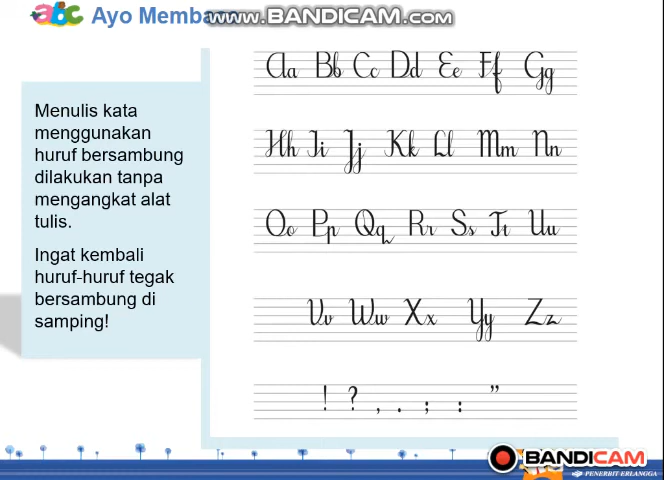 abc Ayo Memba
www.BANDICAM.com
Menulis kata
menggunakan
huruf bersambung
dilakukan tanpa
mengangkat alat
tulis.
Ingat kembali
huruf-huruf tegak
bersambung di
samping!
Aa Bb Cc Dd Ee Ff Gg
Hh Ii Jj Kk Ll Mm Nn
Oo Pp Qq Rr Ss Tt Uu
Vv Ww Xx Yy Zz
! ? , . ; : ”
BANDICAM
PENERBIT ERLANGGA